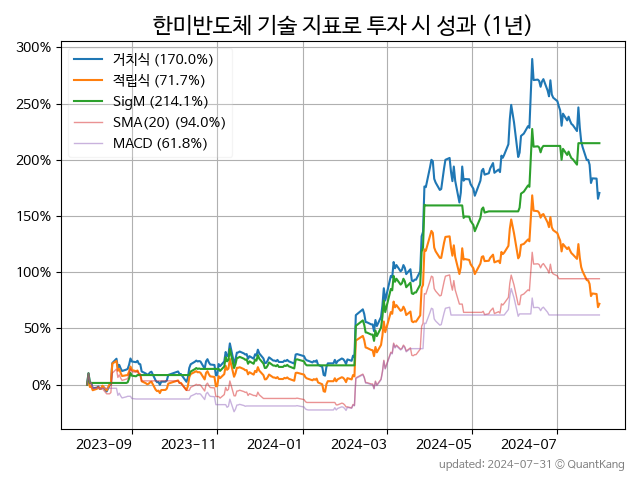 한미반도체 기술 지표로 투자 시 성과 (1년)
300%
250%
200%
150%
100%
50%
0%
거치식 (170.0%)
적립식 (71.7%)
SigM (214.1%)
SMA(20) (94.0%)
MACD (61.8%)
2023-09
2023-11
2024-01
2024-03
2024-05
2024-07
updated: 2024-07-31 © QuantKang